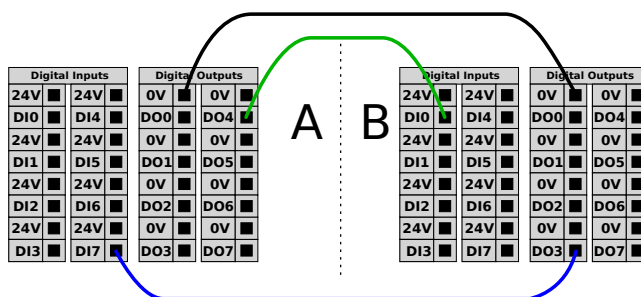 Digital Inputs Digital Outputs Digital Inputs Digital Outputs
24V 24V 0V 0V 24V 24V 0V 0V
DI0 DI4 DO0 DO4 A B DI0 DI4 DO0 DO4
24V 24V 0V 0V 24V 24V 0V 0V
DI1 DI5 DO1 DO5 DI1 DI5 DO1 DO5
24V 24V 0V 0V 24V 24V 0V 0V
DI2 DI6 DO2 DO6 DI2 DI6 DO2 DO6
24V 24V 0V 0V 24V 24V 0V 0V
DI3 DI7 DO3 DO7 DI3 DI7 DO3 DO7